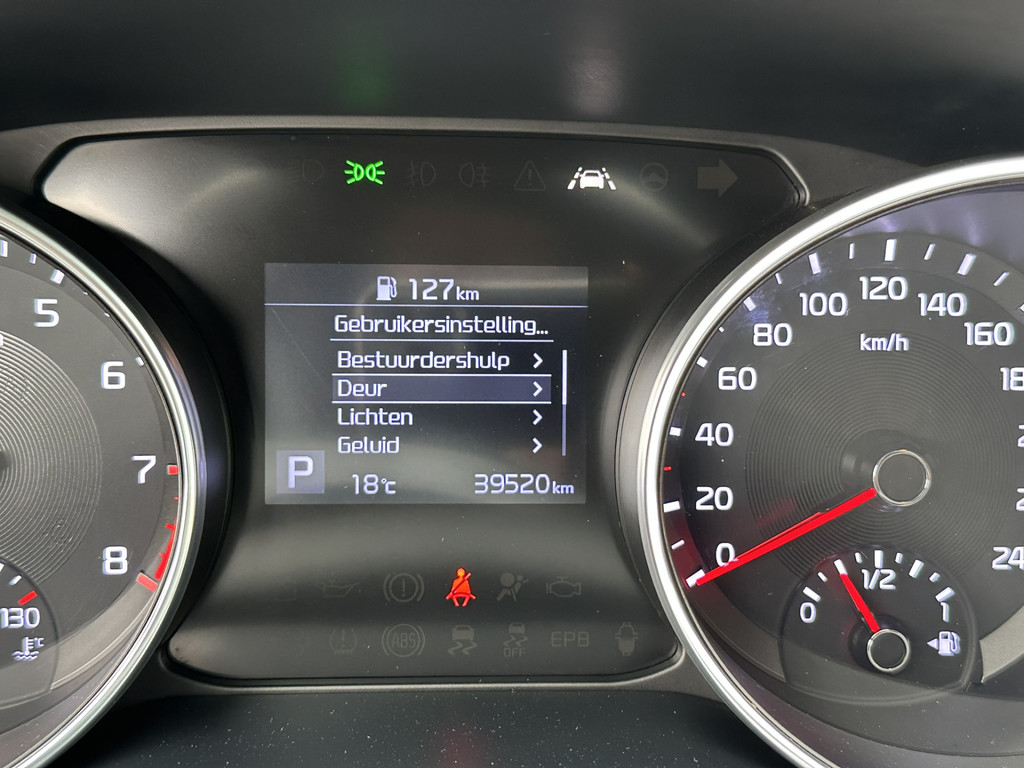 127km
Gebruikersinstelling...
Bestuurdershulp
Deur
Lichten
Geluid
P
18°C
39520km
5
6
7
8
130
°C
0
20
40
60
80
100
120
140
160
km/h
0
1/2
1
ABS
OFF
EPB